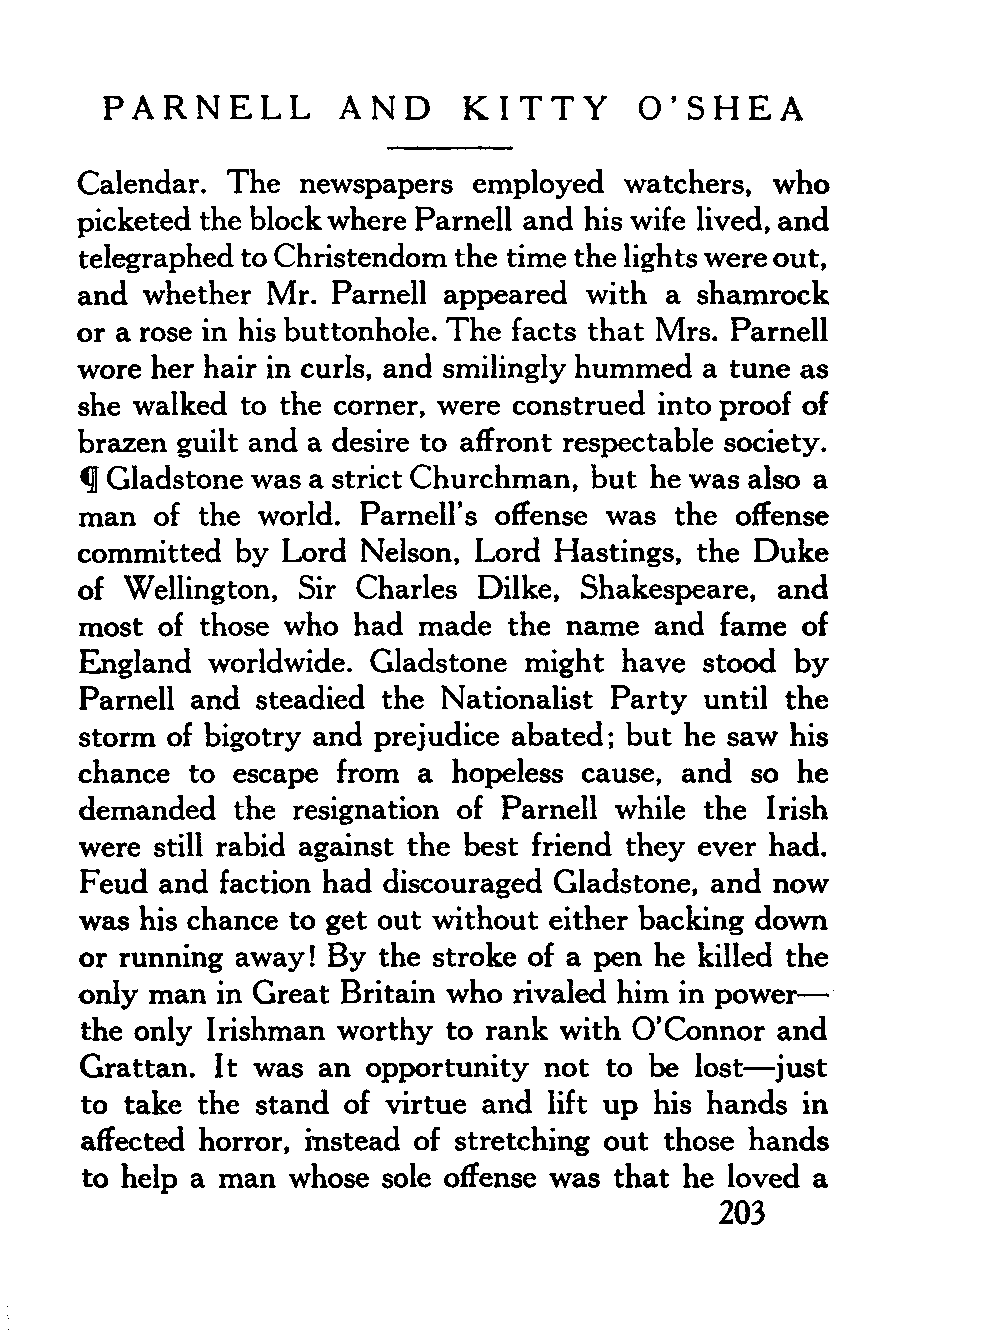 PARNELL AND KITTY O'SHEA
Calendar. The newspapers employed watchers, who
picketed the block where Parnell and his wife lived, and
telegraphed to Christendom the time the lights were out,
and whether Mr. Parnell appeared with a shamrock
or a rose in his buttonhole. The facts that Mrs. Parnell
wore her hair in curls, and smilingly hummed a tune as
she walked to the corner, were construed into proof of
brazen guilt and a desire to affront respectable society.
¶ Gladstone was a strict Churchman, but he was also a
man of the world. Parnell's offense was the offense
committed by Lord Nelson, Lord Hastings, the Duke
of Wellington, Sir Charles Dilke, Shakespeare, and
most of those who had made the name and fame of
England worldwide. Gladstone might have stood by
Parnell and steadied the Nationalist Party until the
storm of bigotry and prejudice abated; but he saw his
chance to escape from a hopeless cause, and so he
demanded the resignation of Parnell while the Irish
were still rabid against the best friend they ever had.
Feud and faction had discouraged Gladstone, and now
was his chance to get out without either backing down
or running away! By the stroke of a pen he killed the
only man in Great Britain who rivaled him in power—
the only Irishman worthy to rank with O'Connor and
Grattan. It was an opportunity not to be lost—just
to take the stand of virtue and lift up his hands in
affected horror, instead of stretching out those hands
to help a man whose sole offense was that he loved a
203